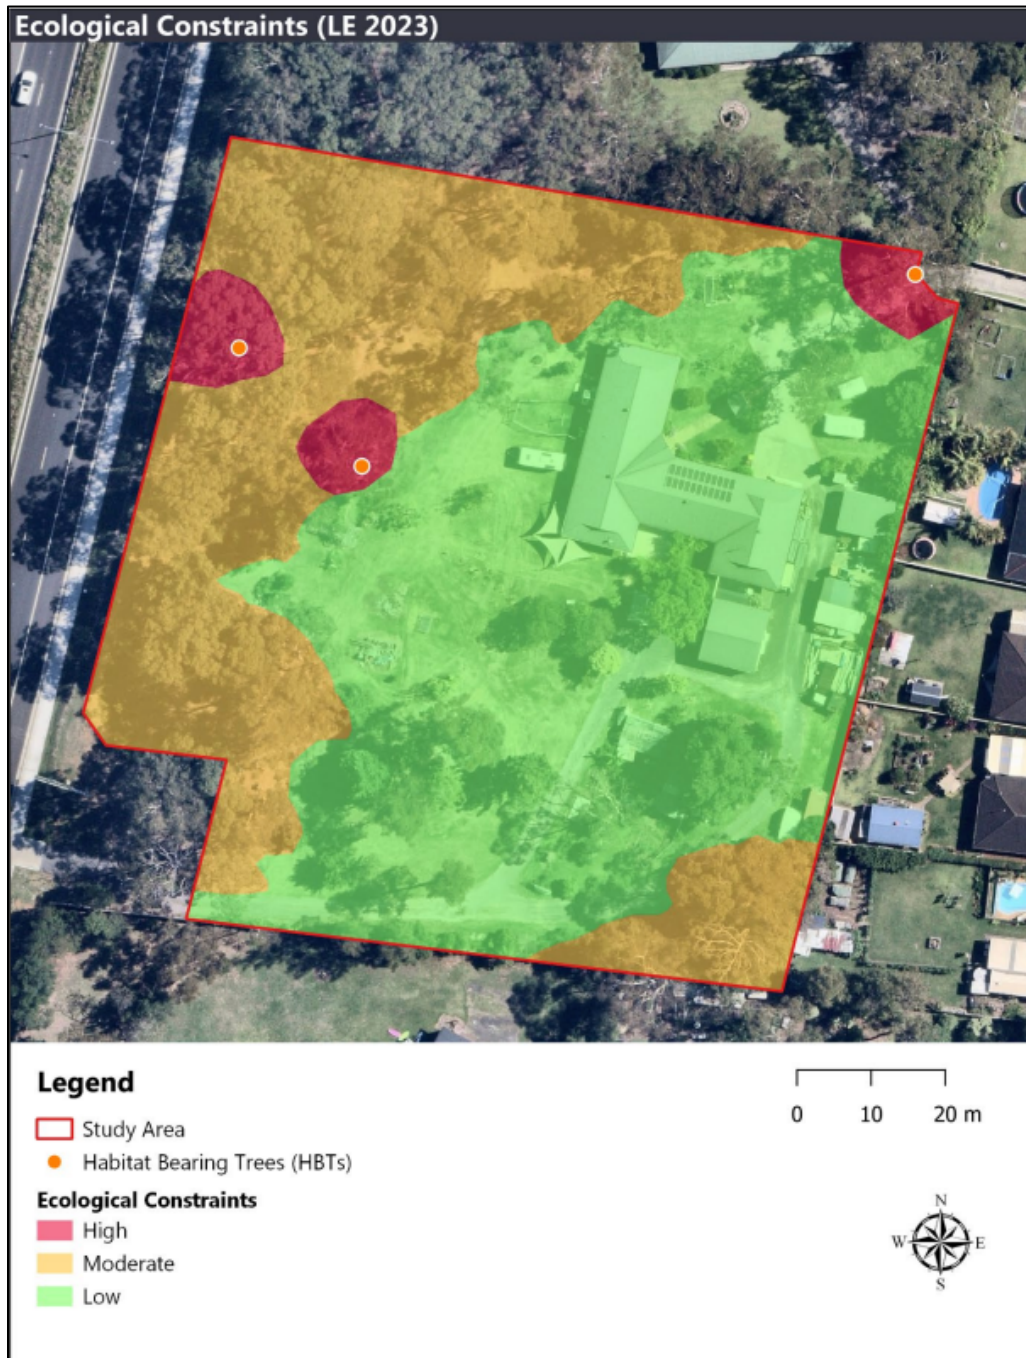 Ecological Constraints (LE 2023)
Legend
Study Area
Habitat Bearing Trees (HBTs)
Ecological Constraints
High
Moderate
Low
0 10 20 m
N
W E
S